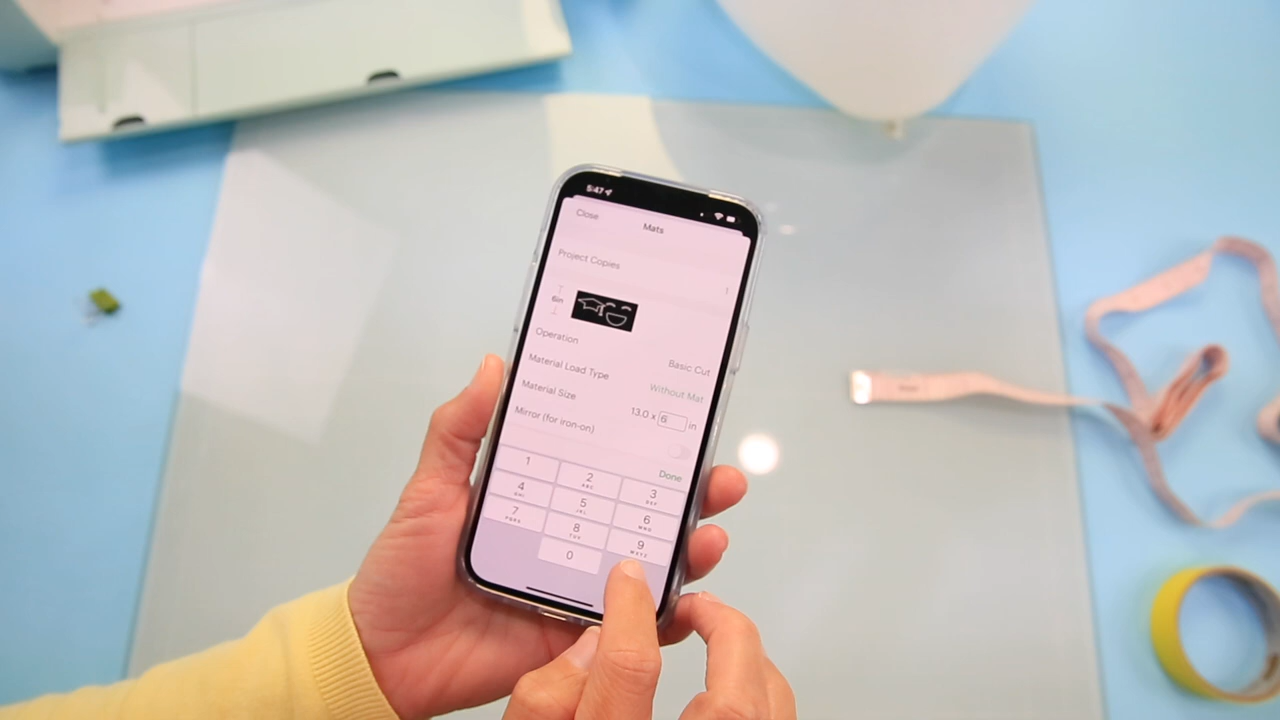 5:47
Close Mats
Project Copies
6in
Operation Basic Cut
Material Load Type Without Mat
Material Size 13.0 x 6 in
Mirror (for iron-on)
Done
1 2 ABC 3 DEF
4 GHI 5 JKL 6 MNO
7 PQRS 8 TUV 9 WXYZ
0